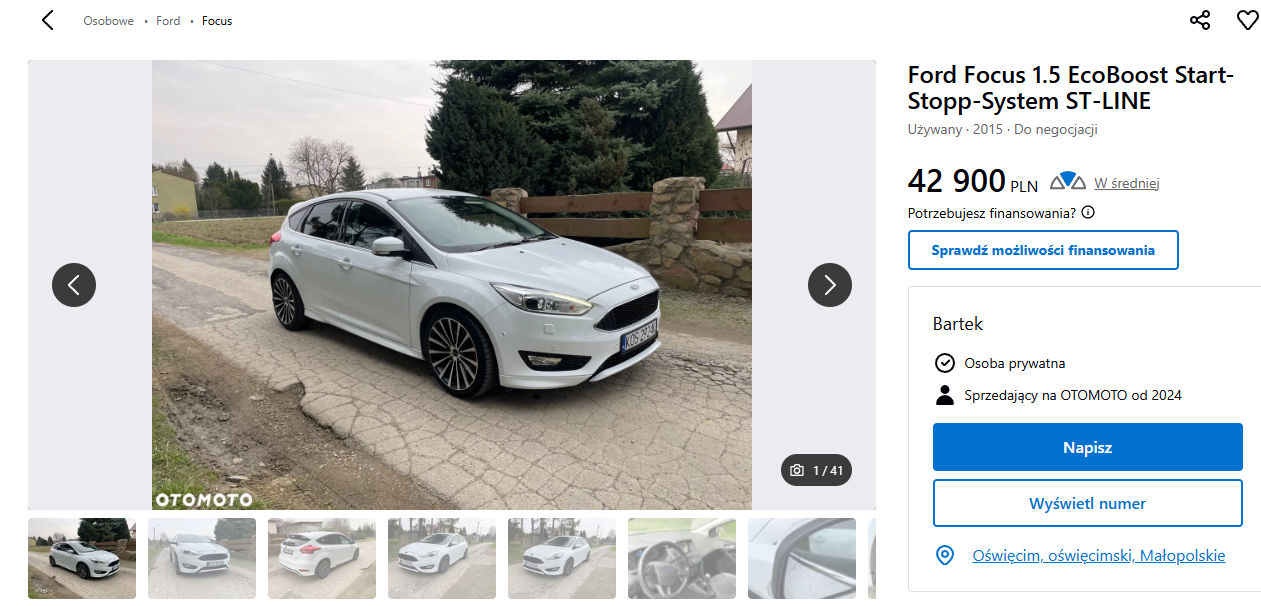 Osobowe • Ford • Focus
Ford Focus 1.5 EcoBoost Start-
Stopp-System ST-LINE
Używany · 2015 · Do negocjacji
42 900 PLN
W średniej
Potrzebujesz finansowania?
Sprawdź możliwości finansowania
Bartek
Osoba prywatna
Sprzedający na OTOMOTO od 2024
Napisz
Wyświetl numer
Oświęcim, oświęcimski, Małopolskie
1 / 41
OTOMOTO